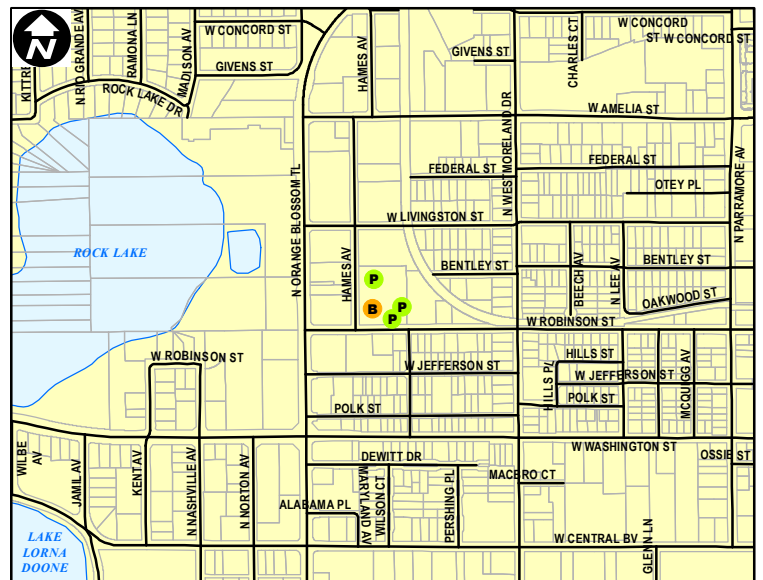 N
KITTRE
N RIO GRANDE AV
RAMONA LN
MADISON AV
W CONCORD ST
GIVENS ST
ROCK LAKE DR
HAMES AV
GIVENS ST
CHARLES CT
W CONCORD
ST
W CONCORD ST
W AMELIA ST
N ORANGE BLOSSOM TL
N WESTMORELAND DR
N PARRAMORE AV
FEDERAL ST
FEDERAL ST
OTEY PL
W LIVINGSTON ST
ROCK LAKE
HAMES AV
BENTLEY ST
BEECH AV
N LEE AV
BENTLEY ST
OAKWOOD ST
P
B
P
P
W ROBINSON ST
W ROBINSON ST
W JEFFERSON ST
HILLS ST
HILLS PL
W JEFFERSON ST
POLK ST
MCQUIGG AV
POLK ST
W WASHINGTON ST
WILBE
AV
JAMIL AV
KENT AV
N NASHVILLE AV
N NORTON AV
DEWITT DR
MARYLAND AV
WILSON CT
PERSHING PL
MACBRO CT
OSSIE ST
ALABAMA PL
W CENTRAL BV
GLENN LN
LAKE
LORNA
DOONE